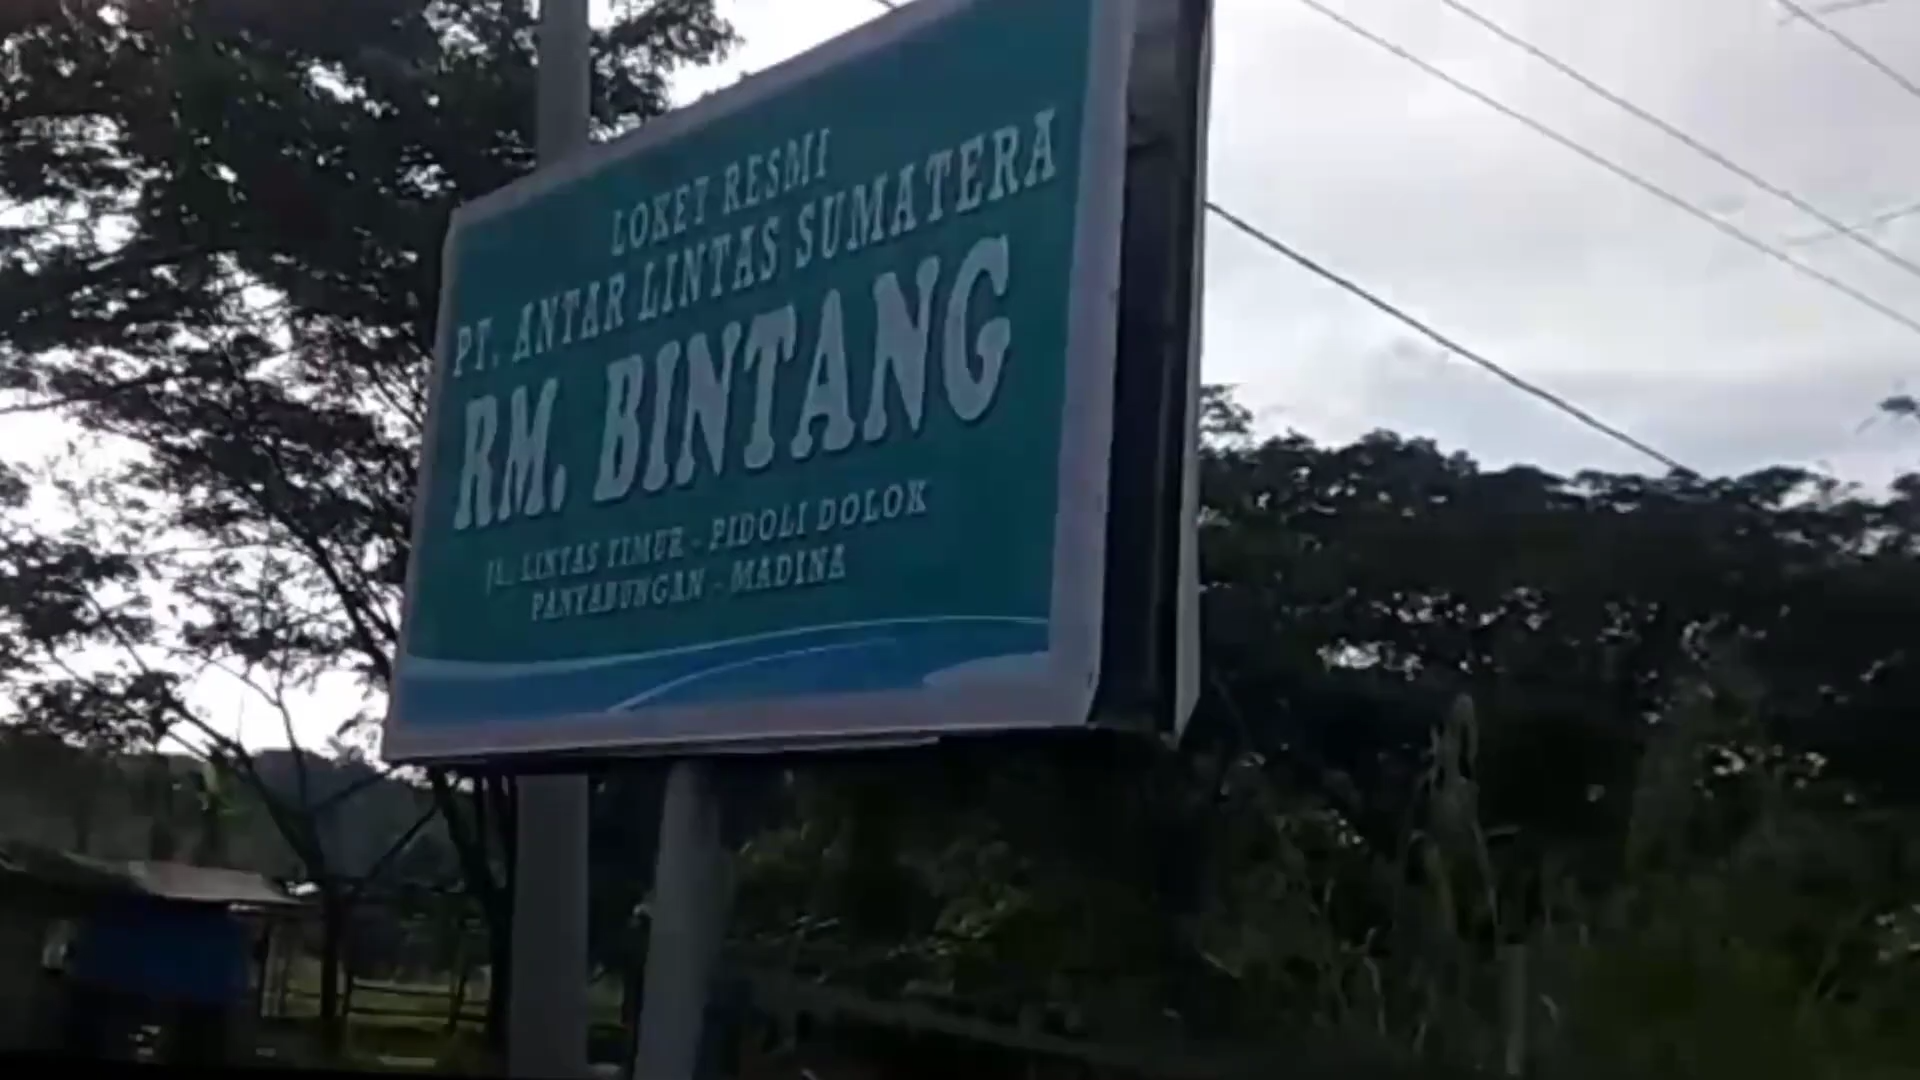 LOKET RESMI
PT. ANTAR LINTAS SUMATERA
RM. BINTANG
JL. LINTAS TIMUR - PIDOLI DOLOK
PANYABUNGAN - MADINA